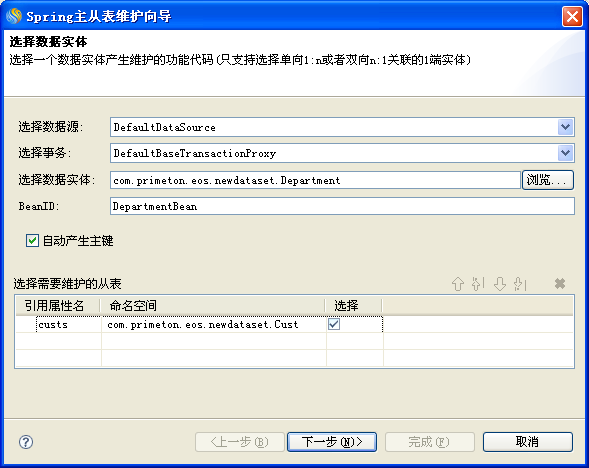 Spring主从表维护向导
选择数据实体
选择一个数据实体产生维护的功能代码(只支持选择单向1:n或者双向n:1关联的1端实体)
选择数据源: DefaultDataSource
选择事务: DefaultBaseTransactionProxy
选择数据实体: com.primeton.eos.newdataset.Department 浏览...
BeanID: DepartmentBean
自动产生主键
选择需要维护的从表
引用属性名 命名空间 选择
custs com.primeton.eos.newdataset.Cust
<上一步(B) 下一步(N)> 完成(F) 取消